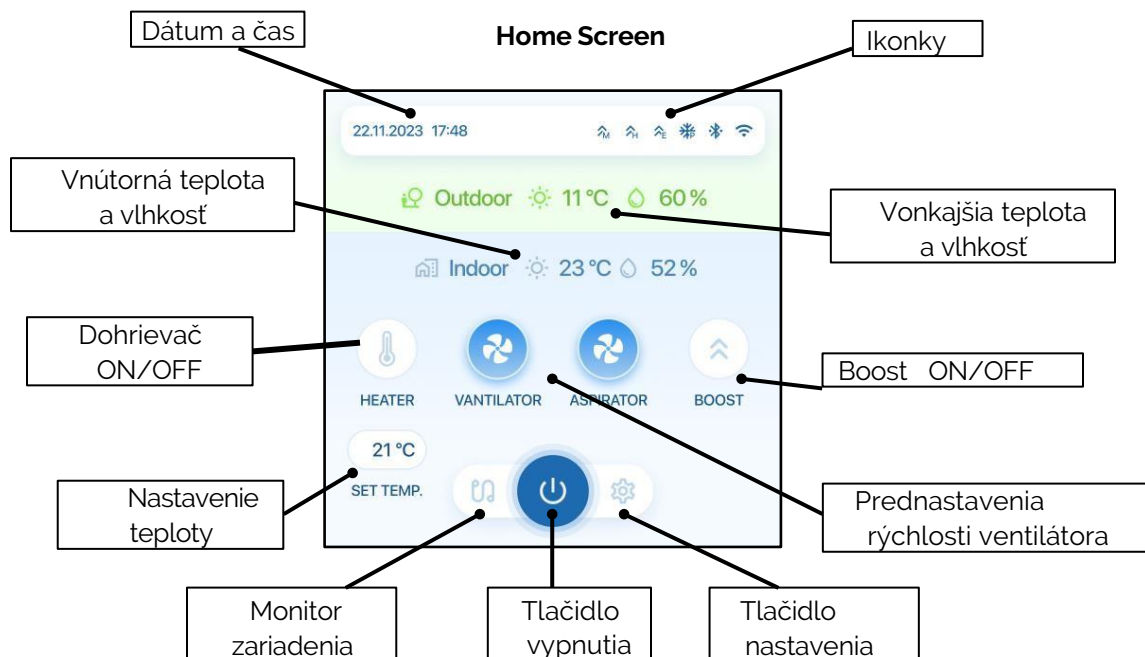 Dátum a čas
Home Screen
Ikonky
22.11.2023 17:48
M H E P
Vnútorná teplota
a vlhkosť
Outdoor 11 °C 60 %
Vonkajšia teplota
a vlhkosť
Indoor 23 °C 52 %
Dohrievač
ON/OFF
Boost ON/OFF
HEATER VANTILATOR ASPIRATOR BOOST
21 °C
SET TEMP.
Nastavenie
teploty
Prednastavenia
rýchlosti ventilátora
Monitor
zariadenia
Tlačidlo
vypnutia
Tlačidlo
nastavenia